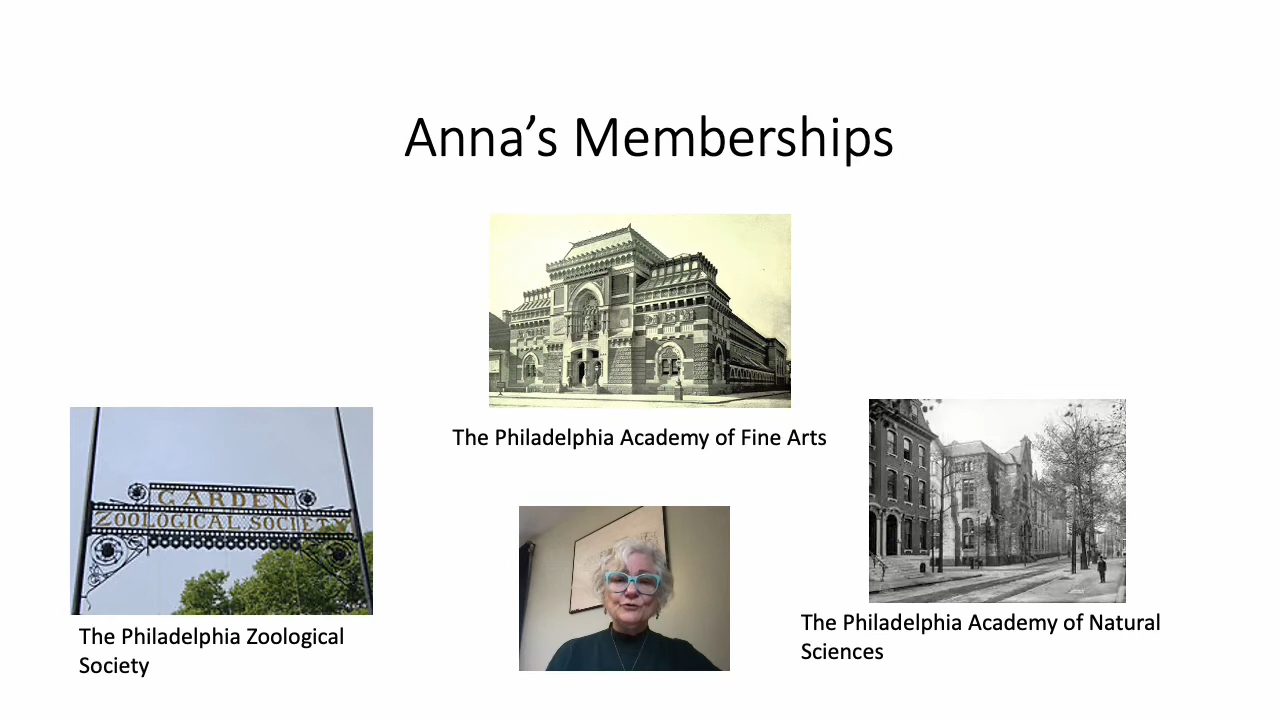 Anna’s Memberships
The Philadelphia Academy of Fine Arts
GARDEN
ZOOLOGICAL SOCIETY
The Philadelphia Zoological
Society
The Philadelphia Academy of Natural
Sciences